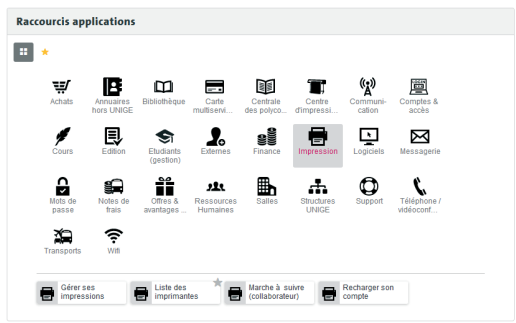 Raccourcis applications
Achats
Annuaires
hors UNIGE
Bibliothèque
Carte
multiservi...
Centrale
des polyco...
Centre
d'impressi...
Communi-
cation
Comptes &
accès
Cours
Edition
Etudiants
(gestion)
Externes
Finance
Impression
Logiciels
Messagerie
Mots de
passe
Notes de
frais
Offres &
avantages ...
Ressources
Humaines
Salles
Structures
UNIGE
Support
Téléphone /
vidéoconf...
Transports
Wifi
Gérer ses
impressions
Liste des
imprimantes
Marche à suivre
(collaborateur)
Recharger son
compte